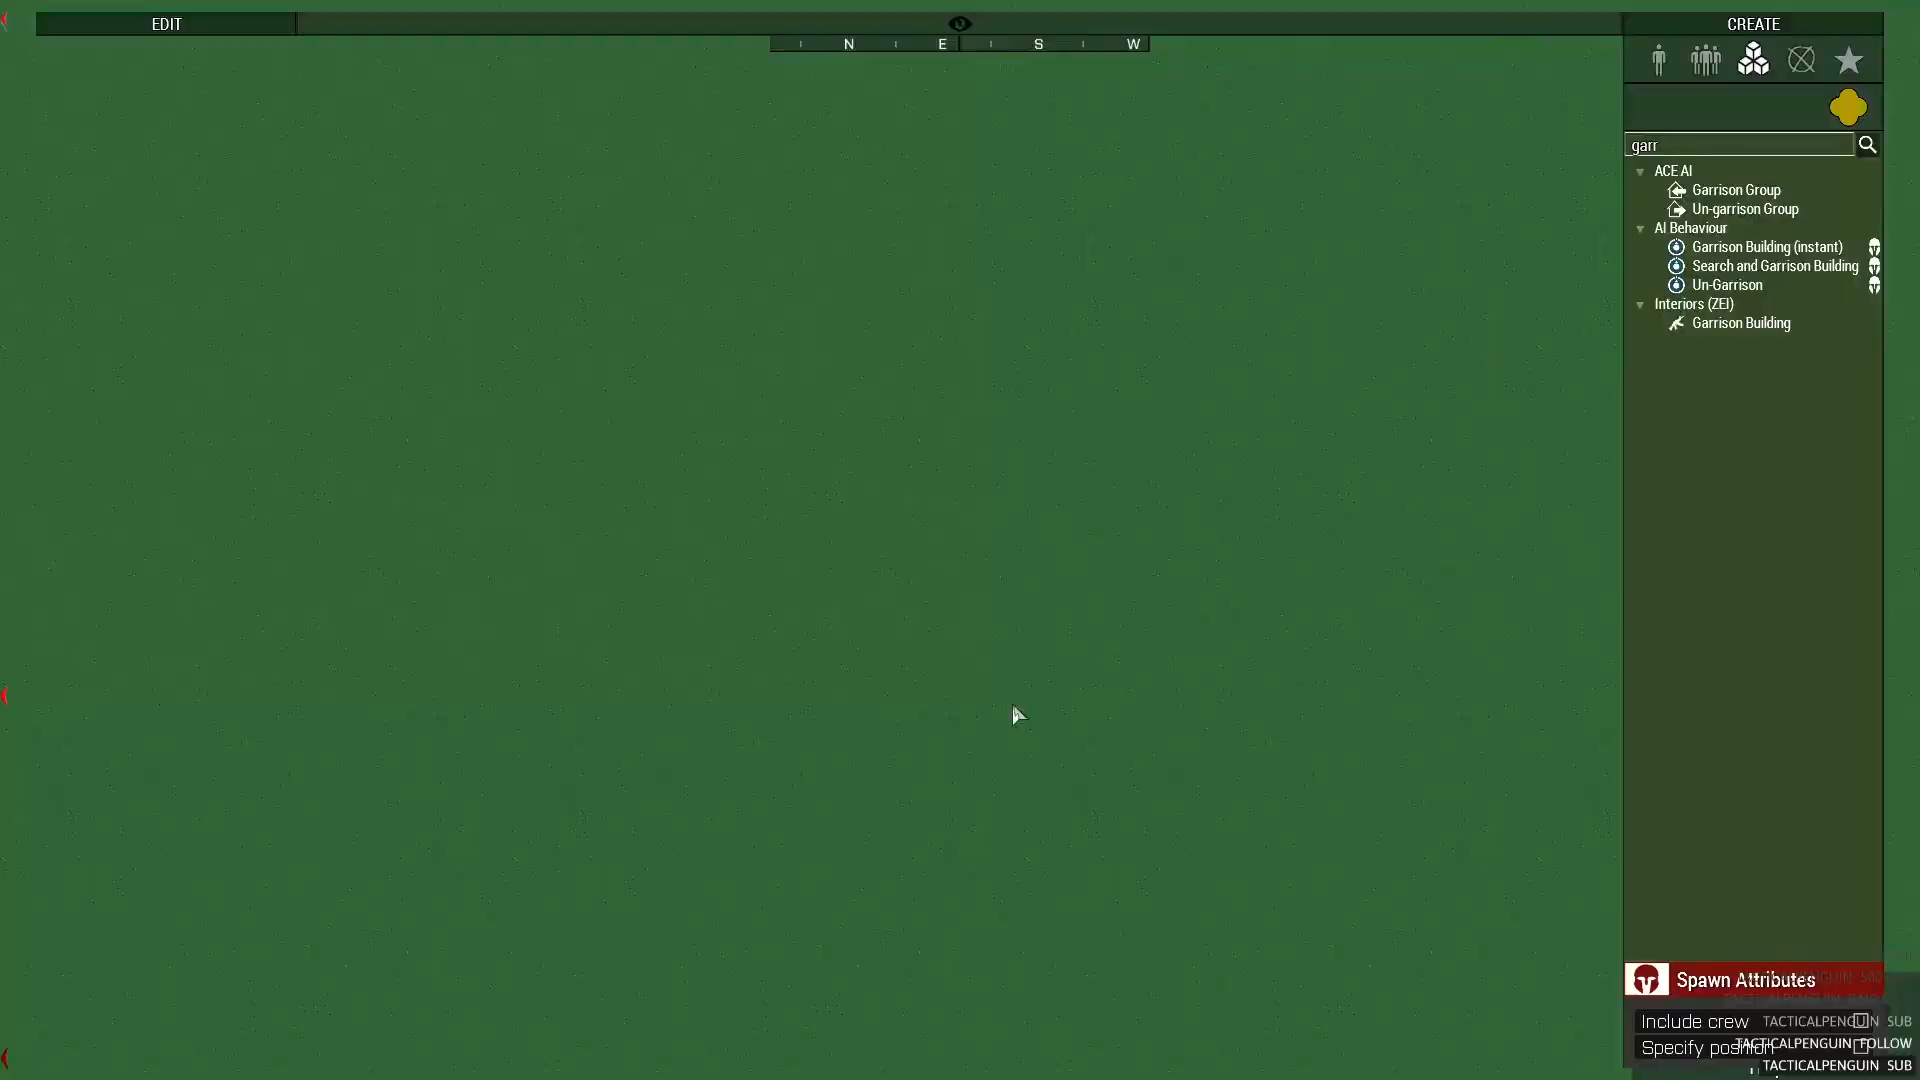 EDIT
CREATE
N E S W
garr
ACE AI
Garrison Group
Un-garrison Group
AI Behaviour
Garrison Building (instant)
Search and Garrison Building
Un-Garrison
Interiors (ZEI)
Garrison Building
Spawn Attributes
Include crew
TACTICALPENGUIN SUB
Specify position
TACTICALPENGUIN FOLLOW
TACTICALPENGUIN SUB